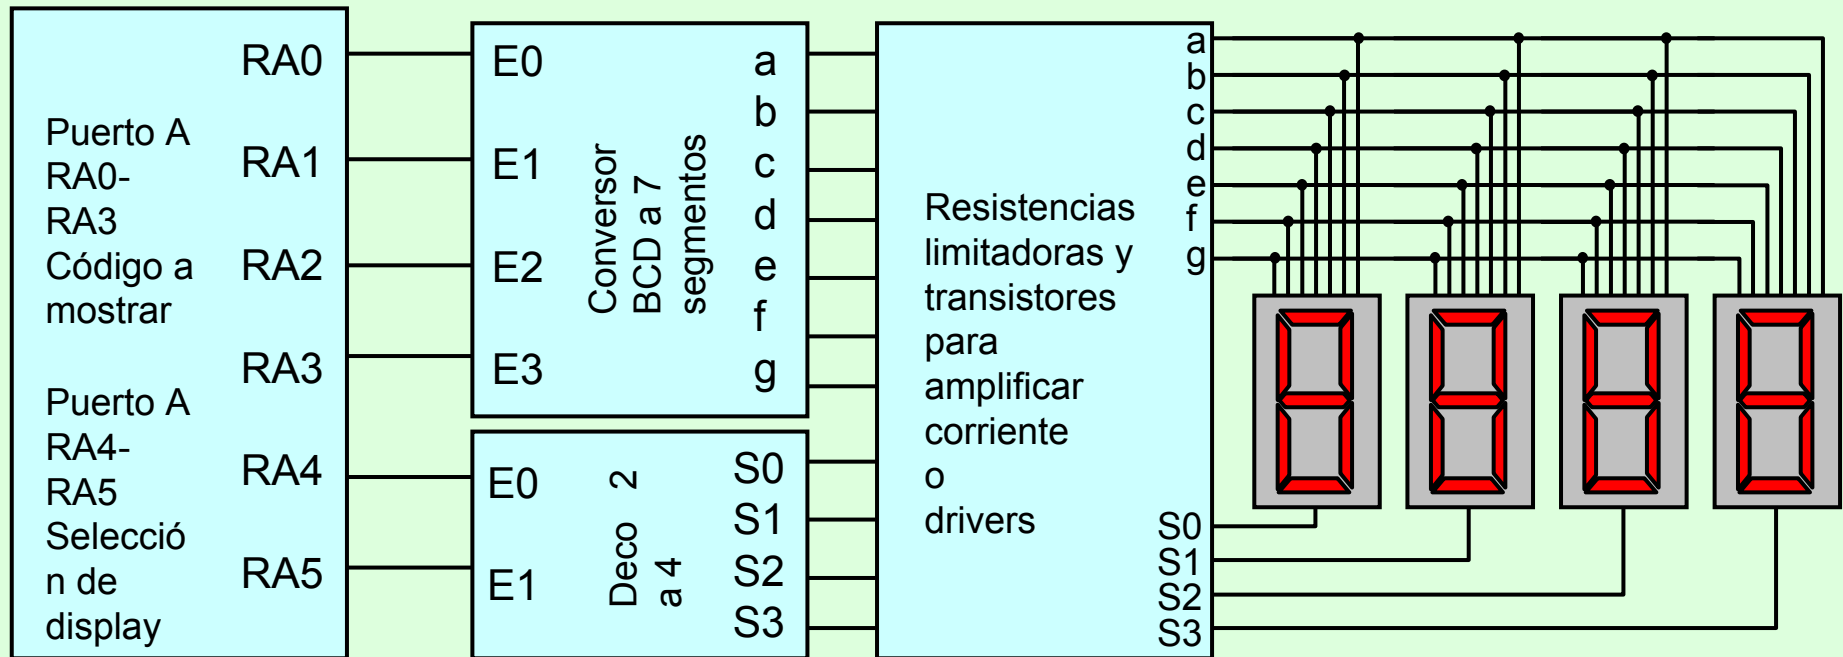 Puerto A
RA0-
RA3
Código a
mostrar
Puerto A
RA4-
RA5
Selecció
n de
display
RA0
RA1
RA2
RA3
RA4
RA5
E0
E1
E2
E3
Conversor
BCD a 7
segmentos
a
b
c
d
e
f
g
E0
E1
Deco 2
a 4
S0
S1
S2
S3
Resistencias
limitadoras y
transistores
para
amplificar
corriente
o
drivers
a
b
c
d
e
f
g
S0
S1
S2
S3